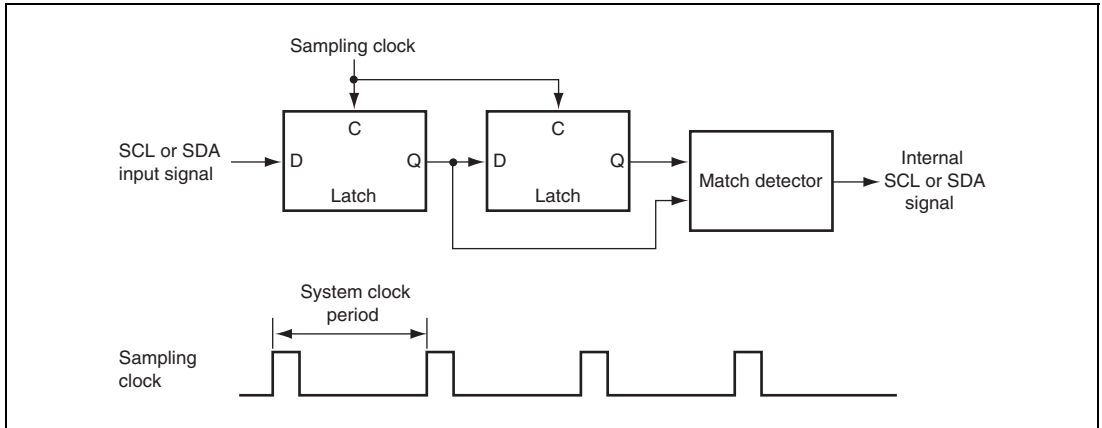 Sampling clock
C
C
SCL or SDA
input signal
D
Q
D
Q
Latch
Latch
Match detector
Internal
SCL or SDA
signal
System clock
period
Sampling
clock